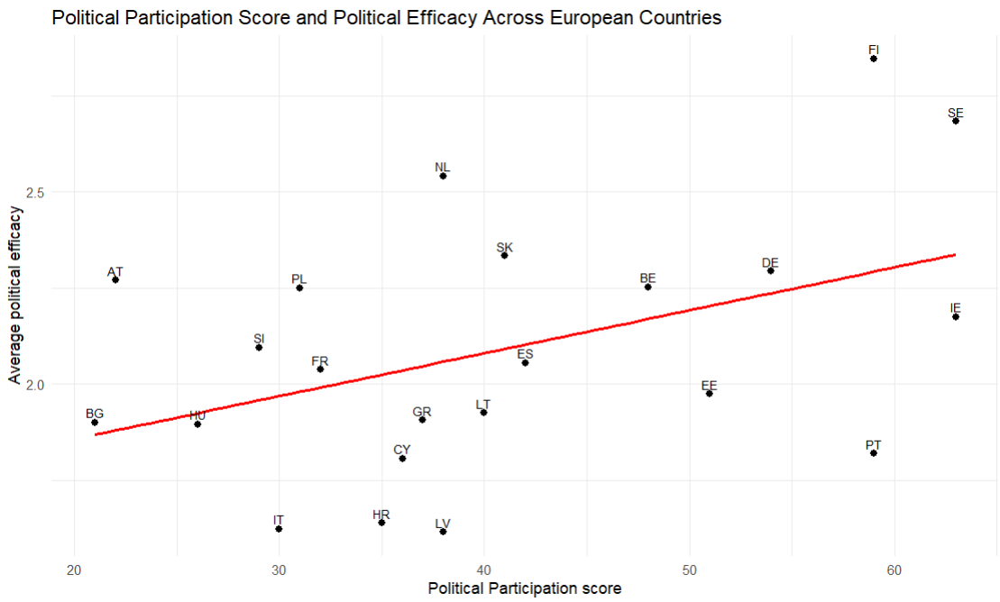 Political Participation Score and Political Efficacy Across European Countries
FI
SE
NL
SK
AT
PL
BE
DE
IE
SI
FR
ES
EE
BG
HU
GR
LT
CY
PT
IT
HR
LV
2.5
2.0
Average political efficacy
20 30 40 50 60
Political Participation score